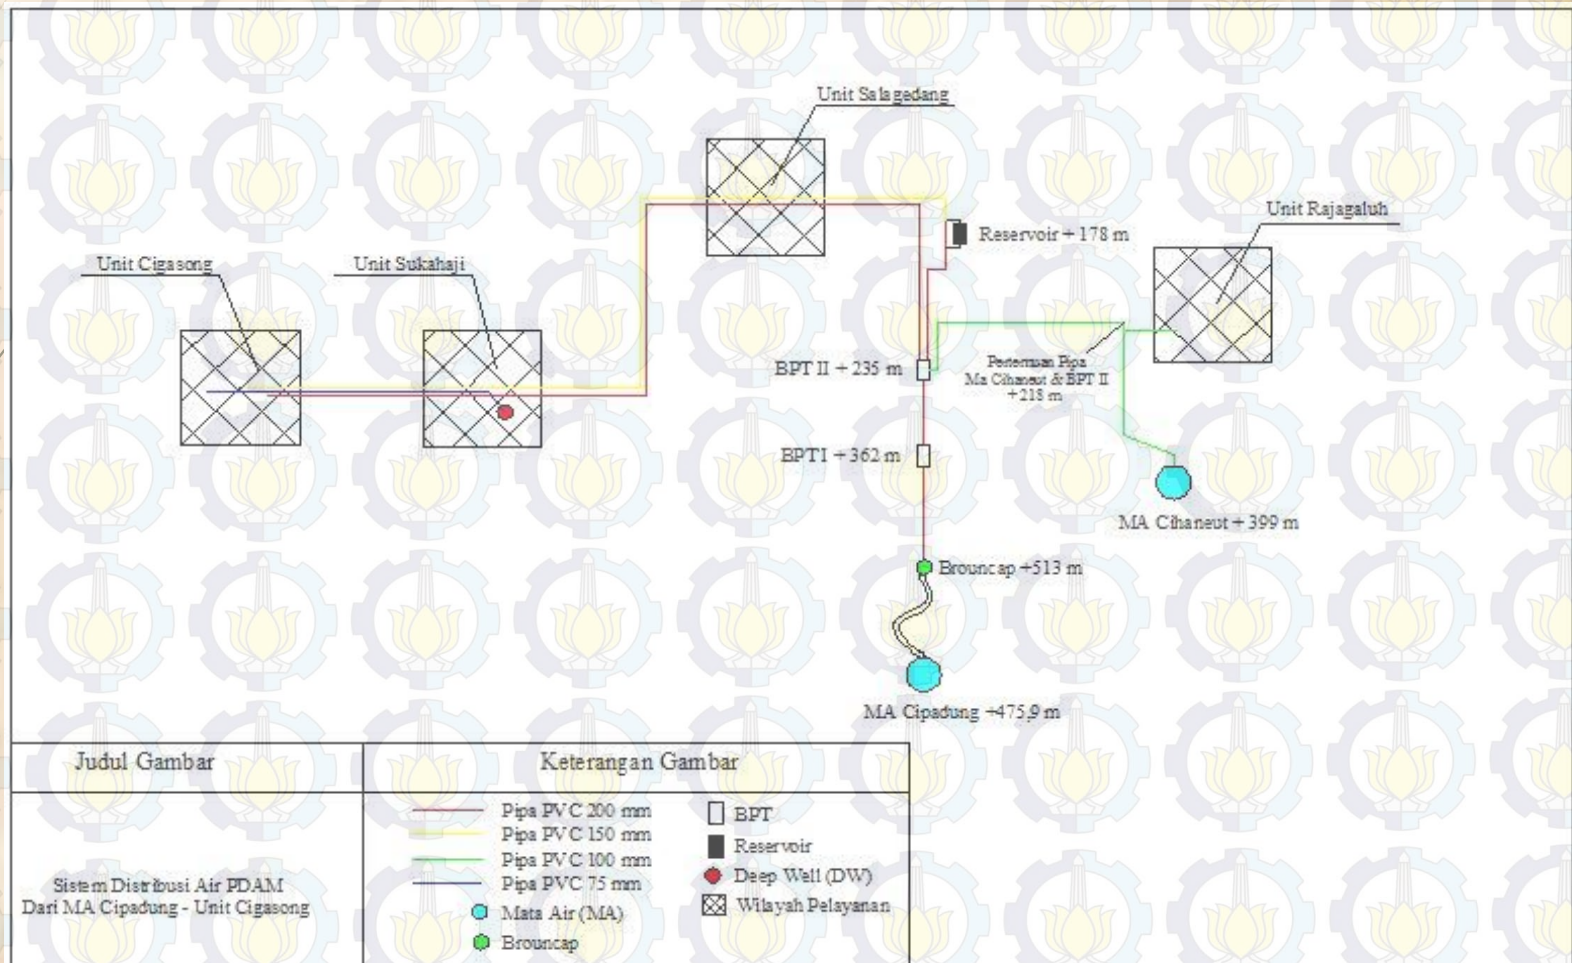 Unit Salagedang
Unit Rajagaluh
Reservoir + 178 m
Unit Cigasong
Unit Sukahaji
BPT II + 235 m
Pertemuan Pipa
Ma Cihaneut & BPT II
+218 m
BPT I + 362 m
MA Cihaneut + 399 m
Brouncap +513 m
MA Cipadung +475,9 m
Judul Gambar
Keterangan Gambar
Pipa PVC 200 mm
Pipa PVC 150 mm
Pipa PVC 100 mm
Pipa PVC 75 mm
Mata Air (MA)
Brouncap
BPT
Reservoir
Deep Well (DW)
Wilayah Pelayanan
Sistem Distribusi Air PDAM
Dari MA Cipadung - Unit Cigasong